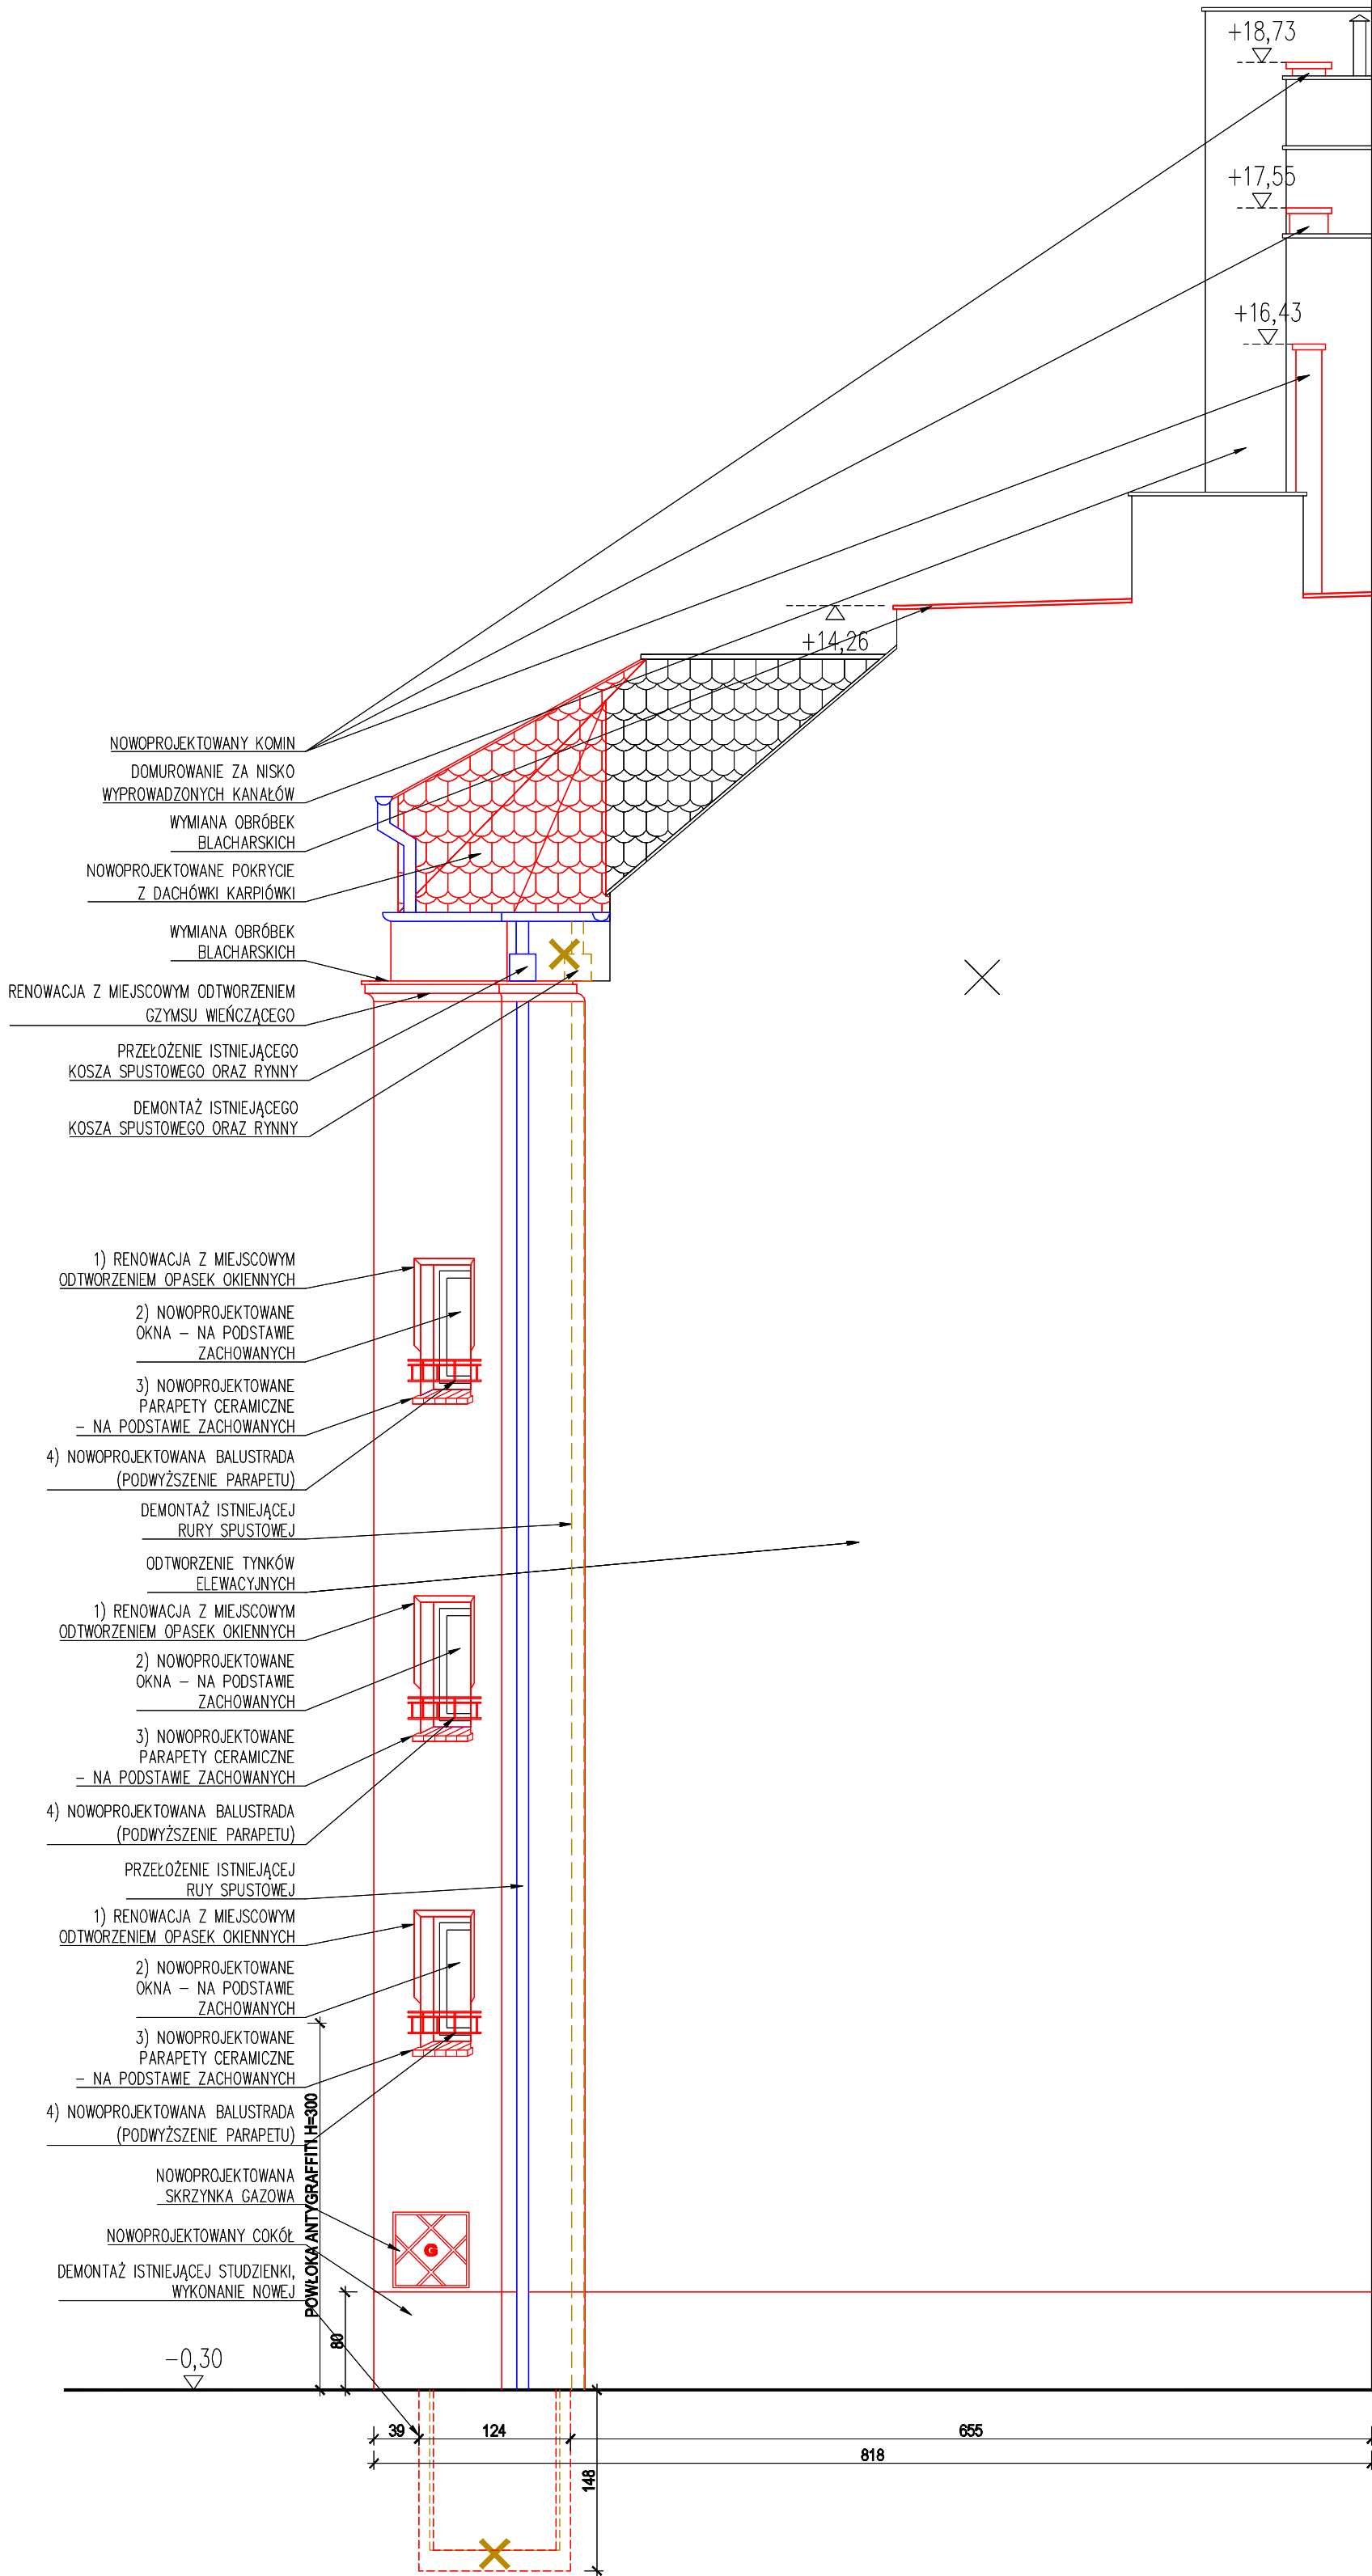 +18,73
+17,55
+16,43
+14,26
NOWOPROJEKTOWANY KOMIN
DOMUROWANIE ZA NISKO
WYPROWADZONYCH KANAŁÓW
WYMIANA OBRÓBEK
BLACHARSKICH
NOWOPROJEKTOWANE POKRYCIE
Z DACHÓWKI KARPIÓWKI
WYMIANA OBRÓBEK
BLACHARSKICH
RENOWACJA Z MIEJSCOWYM ODTWORZENIEM
GZYMSU WIEŃCZĄCEGO
PRZEŁOŻENIE ISTNIEJĄCEGO
KOSZA SPUSTOWEGO ORAZ RYNNY
DEMONTAŻ ISTNIEJĄCEGO
KOSZA SPUSTOWEGO ORAZ RYNNY
1) RENOWACJA Z MIEJSCOWYM
ODTWORZENIEM OPASEK OKIENNYCH
2) NOWOPROJEKTOWANE
OKNA – NA PODSTAWIE
ZACHOWANYCH
3) NOWOPROJEKTOWANE
PARAPETY CERAMICZNE
– NA PODSTAWIE ZACHOWANYCH
4) NOWOPROJEKTOWANA BALUSTRADA
(PODWYŻSZENIE PARAPETU)
DEMONTAŻ ISTNIEJĄCEJ
RURY SPUSTOWEJ
ODTWORZENIE TYNKÓW
ELEWACYJNYCH
1) RENOWACJA Z MIEJSCOWYM
ODTWORZENIEM OPASEK OKIENNYCH
2) NOWOPROJEKTOWANE
OKNA – NA PODSTAWIE
ZACHOWANYCH
3) NOWOPROJEKTOWANE
PARAPETY CERAMICZNE
– NA PODSTAWIE ZACHOWANYCH
4) NOWOPROJEKTOWANA BALUSTRADA
(PODWYŻSZENIE PARAPETU)
PRZEŁOŻENIE ISTNIEJĄCEJ
RUY SPUSTOWEJ
1) RENOWACJA Z MIEJSCOWYM
ODTWORZENIEM OPASEK OKIENNYCH
2) NOWOPROJEKTOWANE
OKNA – NA PODSTAWIE
ZACHOWANYCH
3) NOWOPROJEKTOWANE
PARAPETY CERAMICZNE
– NA PODSTAWIE ZACHOWANYCH
4) NOWOPROJEKTOWANA BALUSTRADA
(PODWYŻSZENIE PARAPETU)
POWŁOKA ANTYGRAFFITI H=300
NOWOPROJEKTOWANA
SKRZYNKA GAZOWA
G
NOWOPROJEKTOWANY COKÓŁ
DEMONTAŻ ISTNIEJĄCEJ STUDZIENKI,
WYKONANIE NOWEJ
80
−0,30
39
124
655
818
148